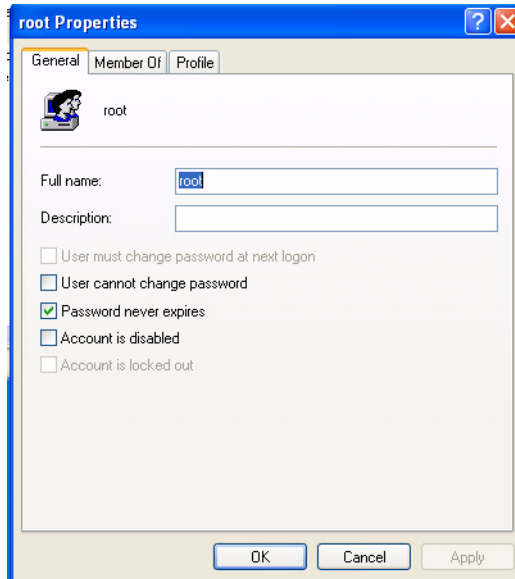 root Properties
General Member Of Profile
root
Full name: root
Description:
User must change password at next logon
User cannot change password
Password never expires
Account is disabled
Account is locked out
OK Cancel Apply